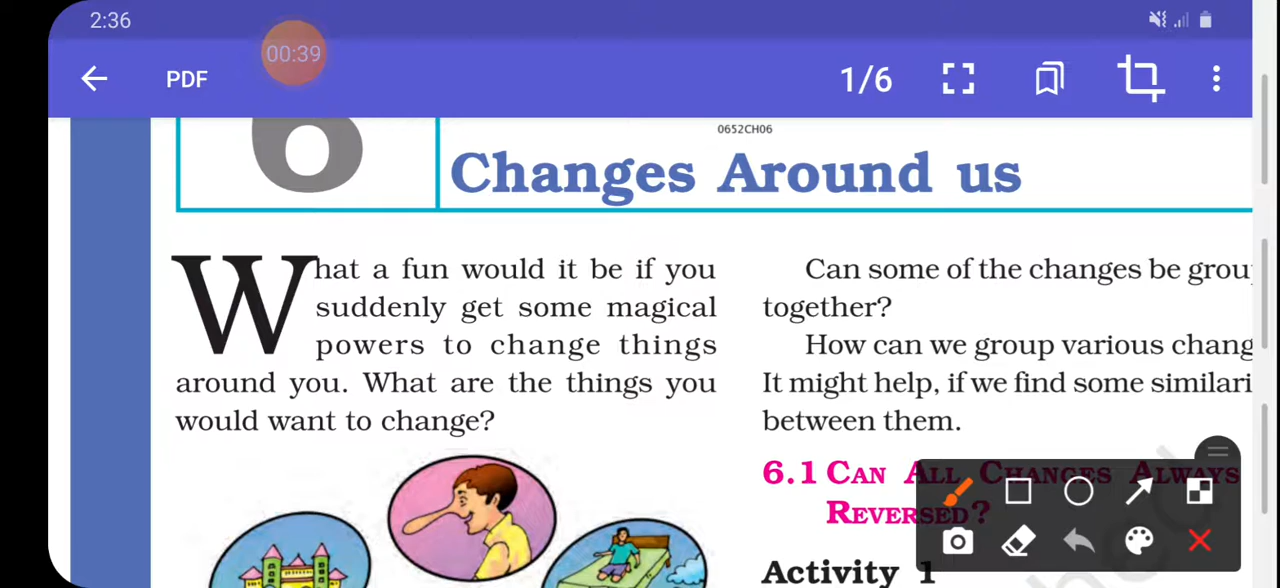 2:36
00:39
PDF
1/6
6
0652CH06
Changes Around us
What a fun would it be if you
suddenly get some magical
powers to change things
around you. What are the things you
would want to change?
Can some of the changes be grou
together?
How can we group various chang
It might help, if we find some similari
between them.
6.1 CAN ALL CHANGES ALWAYS
REVERSED?
Activity 1